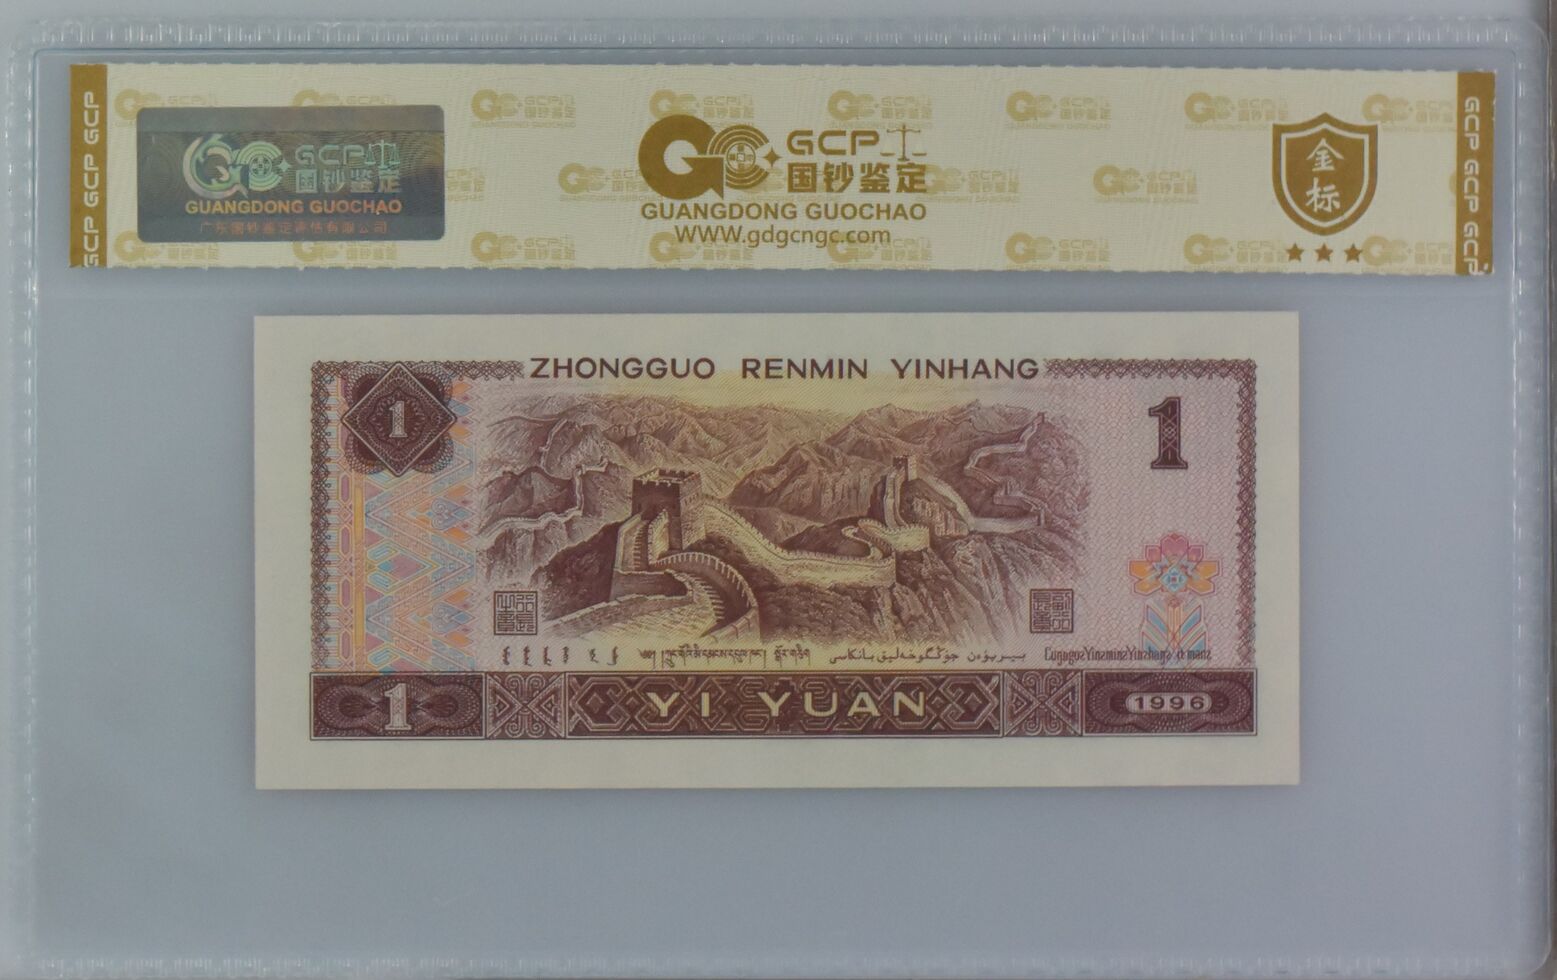 GCP GCP GCP
GCP 国钞鉴定
GUANGDONG GUOCHAO
广东国钞鉴定评估有限公司
GCP
国钞鉴定
GUANGDONG GUOCHAO
WWW.gdgcngc.com
金标
GCP GCP GCP
ZHONGGUO RENMIN YINHANG
1
1
YI YUAN
1
1996